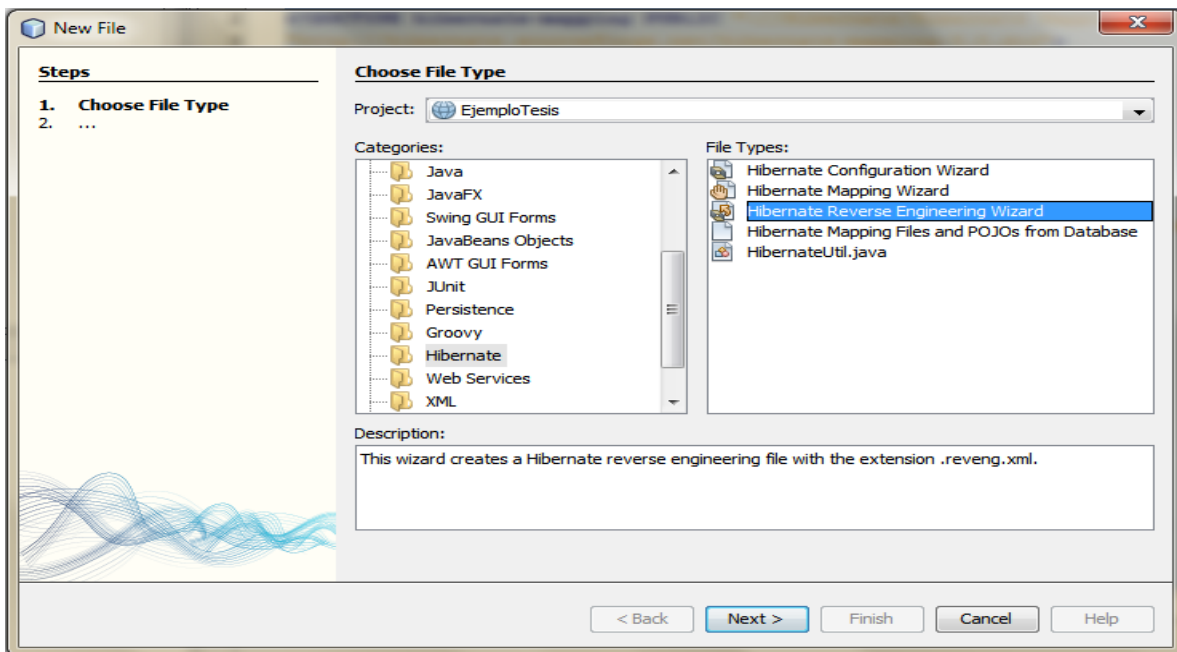 New File
Steps
1. Choose File Type
2. ...
Choose File Type
Project: EjemploTesis
Categories:
Java
JavaFX
Swing GUI Forms
JavaBeans Objects
AWT GUI Forms
JUnit
Persistence
Groovy
Hibernate
Web Services
XML
File Types:
Hibernate Configuration Wizard
Hibernate Mapping Wizard
Hibernate Reverse Engineering Wizard
Hibernate Mapping Files and POJOs from Database
HibernateUtil.java
Description:
This wizard creates a Hibernate reverse engineering file with the extension .reveng.xml.
< Back
Next >
Finish
Cancel
Help